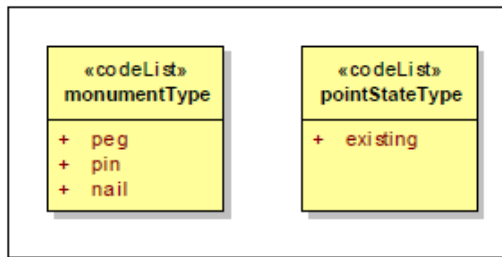 «codeList»
monumentType
+ peg
+ pin
+ nail
«codeList»
pointStateType
+ existing